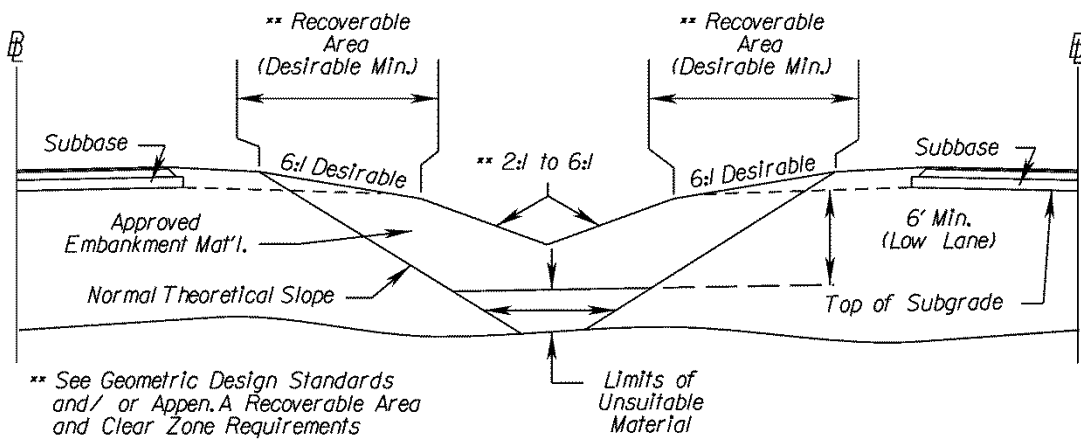 ** Recoverable
Area
(Desirable Min.)
** Recoverable
Area
(Desirable Min.)
Subbase
6:1 Desirable
** 2:1 to 6:1
6:1 Desirable
Subbase
Approved
Embankment Mat'l.
6' Min.
(Low Lane)
Normal Theoretical Slope
Top of Subgrade
** See Geometric Design Standards
and/ or Appen. A Recoverable Area
and Clear Zone Requirements
Limits of
Unsuitable
Material